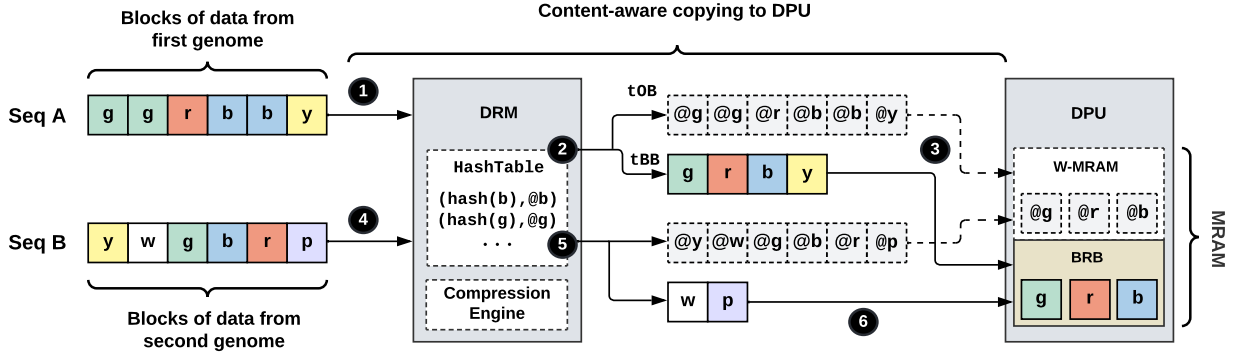 Content-aware copying to DPU
Blocks of data from
first genome
1
Seq A
g g r b b y
DRM
2
HashTable
(hash(b),@b)
(hash(g),@g)
...
5
Compression
Engine
tOB
@g @g @r @b @b @y
tBB
g r b y
3
DPU
W-MRAM
@g @r @b
BRB
g r b
MRAM
4
Seq B
y w g b r p
@y @w @g @b @r @p
w p
6
Blocks of data from
second genome